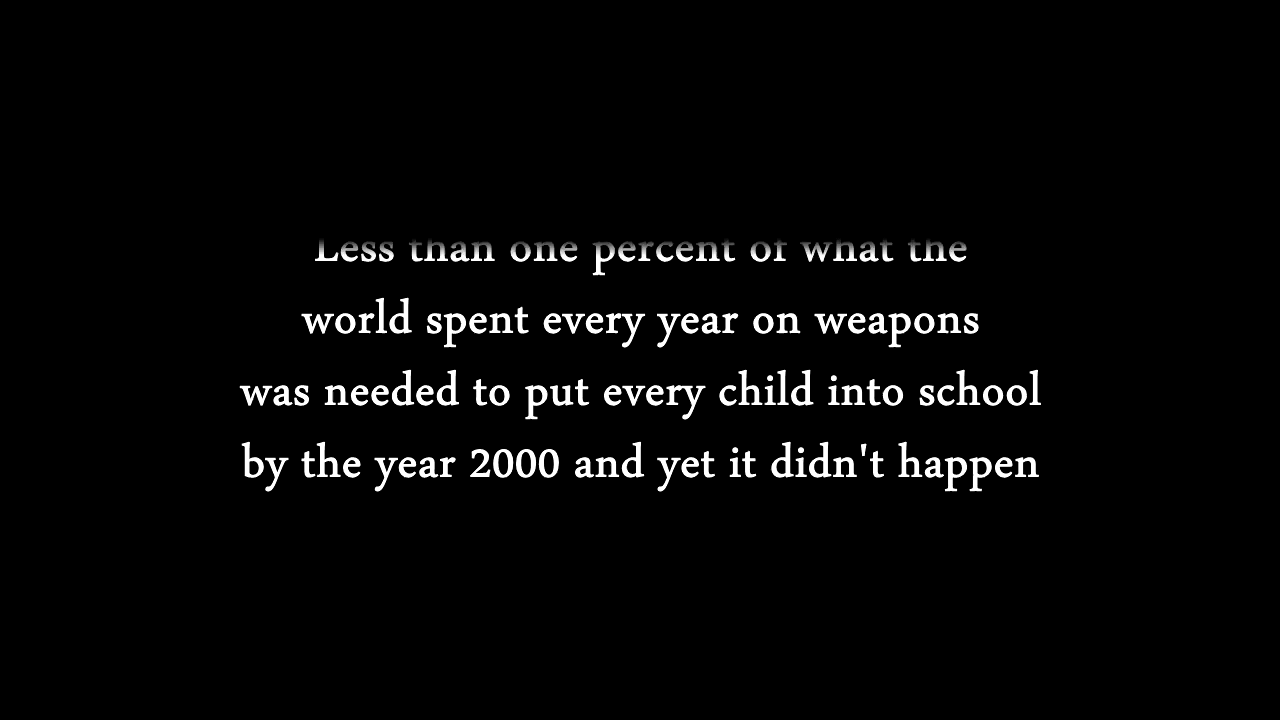 Less than one percent of what the
world spent every year on weapons
was needed to put every child into school
by the year 2000 and yet it didn't happen